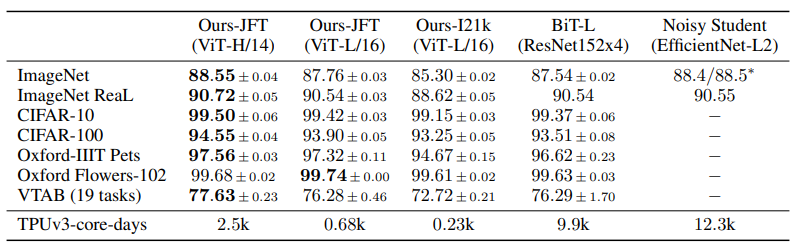 Ours-JFT Ours-JFT Ours-I21k BiT-L Noisy Student
(ViT-H/14) (ViT-L/16) (ViT-L/16) (ResNet152x4) (EfficientNet-L2)
ImageNet 88.55 ± 0.04 87.76 ± 0.03 85.30 ± 0.02 87.54 ± 0.02 88.4/88.5*
ImageNet ReaL 90.72 ± 0.05 90.54 ± 0.03 88.62 ± 0.05 90.54 90.55
CIFAR-10 99.50 ± 0.06 99.42 ± 0.03 99.15 ± 0.03 99.37 ± 0.06 −
CIFAR-100 94.55 ± 0.04 93.90 ± 0.05 93.25 ± 0.05 93.51 ± 0.08 −
Oxford-IIIT Pets 97.56 ± 0.03 97.32 ± 0.11 94.67 ± 0.15 96.62 ± 0.23 −
Oxford Flowers-102 99.68 ± 0.02 99.74 ± 0.00 99.61 ± 0.02 99.63 ± 0.03 −
VTAB (19 tasks) 77.63 ± 0.23 76.28 ± 0.46 72.72 ± 0.21 76.29 ± 1.70 −
TPUv3-core-days 2.5k 0.68k 0.23k 9.9k 12.3k